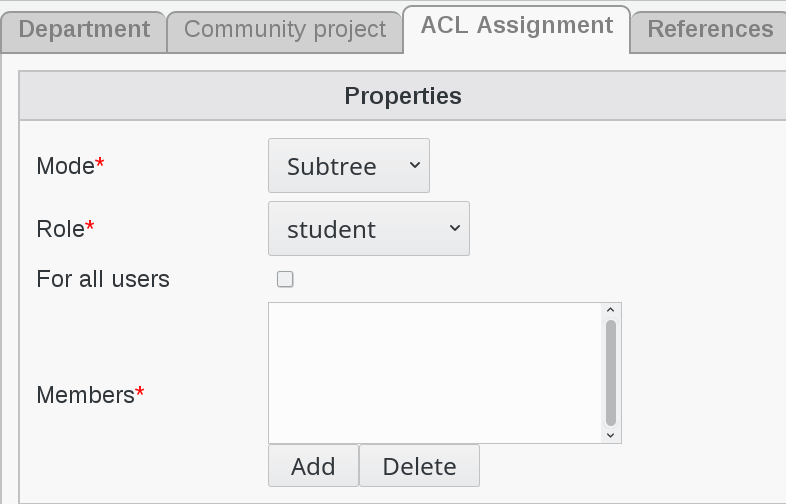 Department Community project ACL Assignment References
Properties
Mode* Subtree
Role* student
For all users
Members*
Add Delete